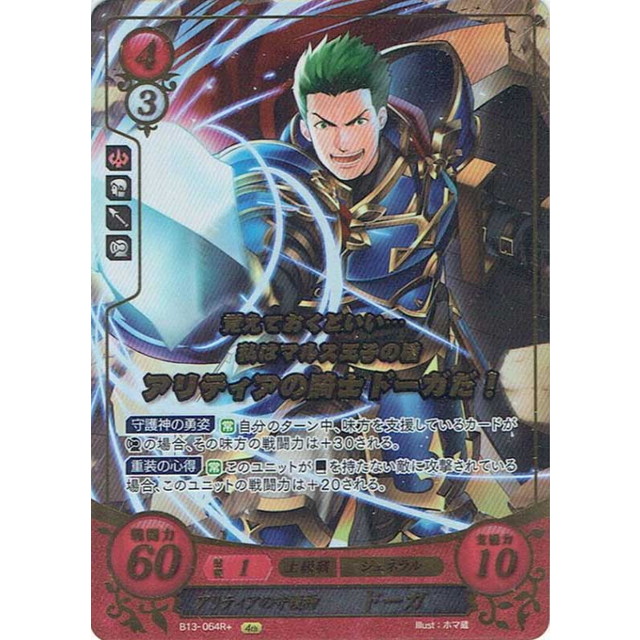 4
3
覚えておくといい…
私はマルス王子の盾
アリティアの騎士ドーガだ!
守護神の勇姿 常 自分のターン中、味方を支援しているカードが
の場合、その味方の戦闘力は+30される。
重装の心得 常 このユニットが を持たない敵に攻撃されている
場合、このユニットの戦闘力は+20される。
戦闘力
60
射程 1 上級職 ジェネラル
支援力
10
アリティアの守護神 ドーガ
B13-064R+ 4cb Illust:ホマ蔵